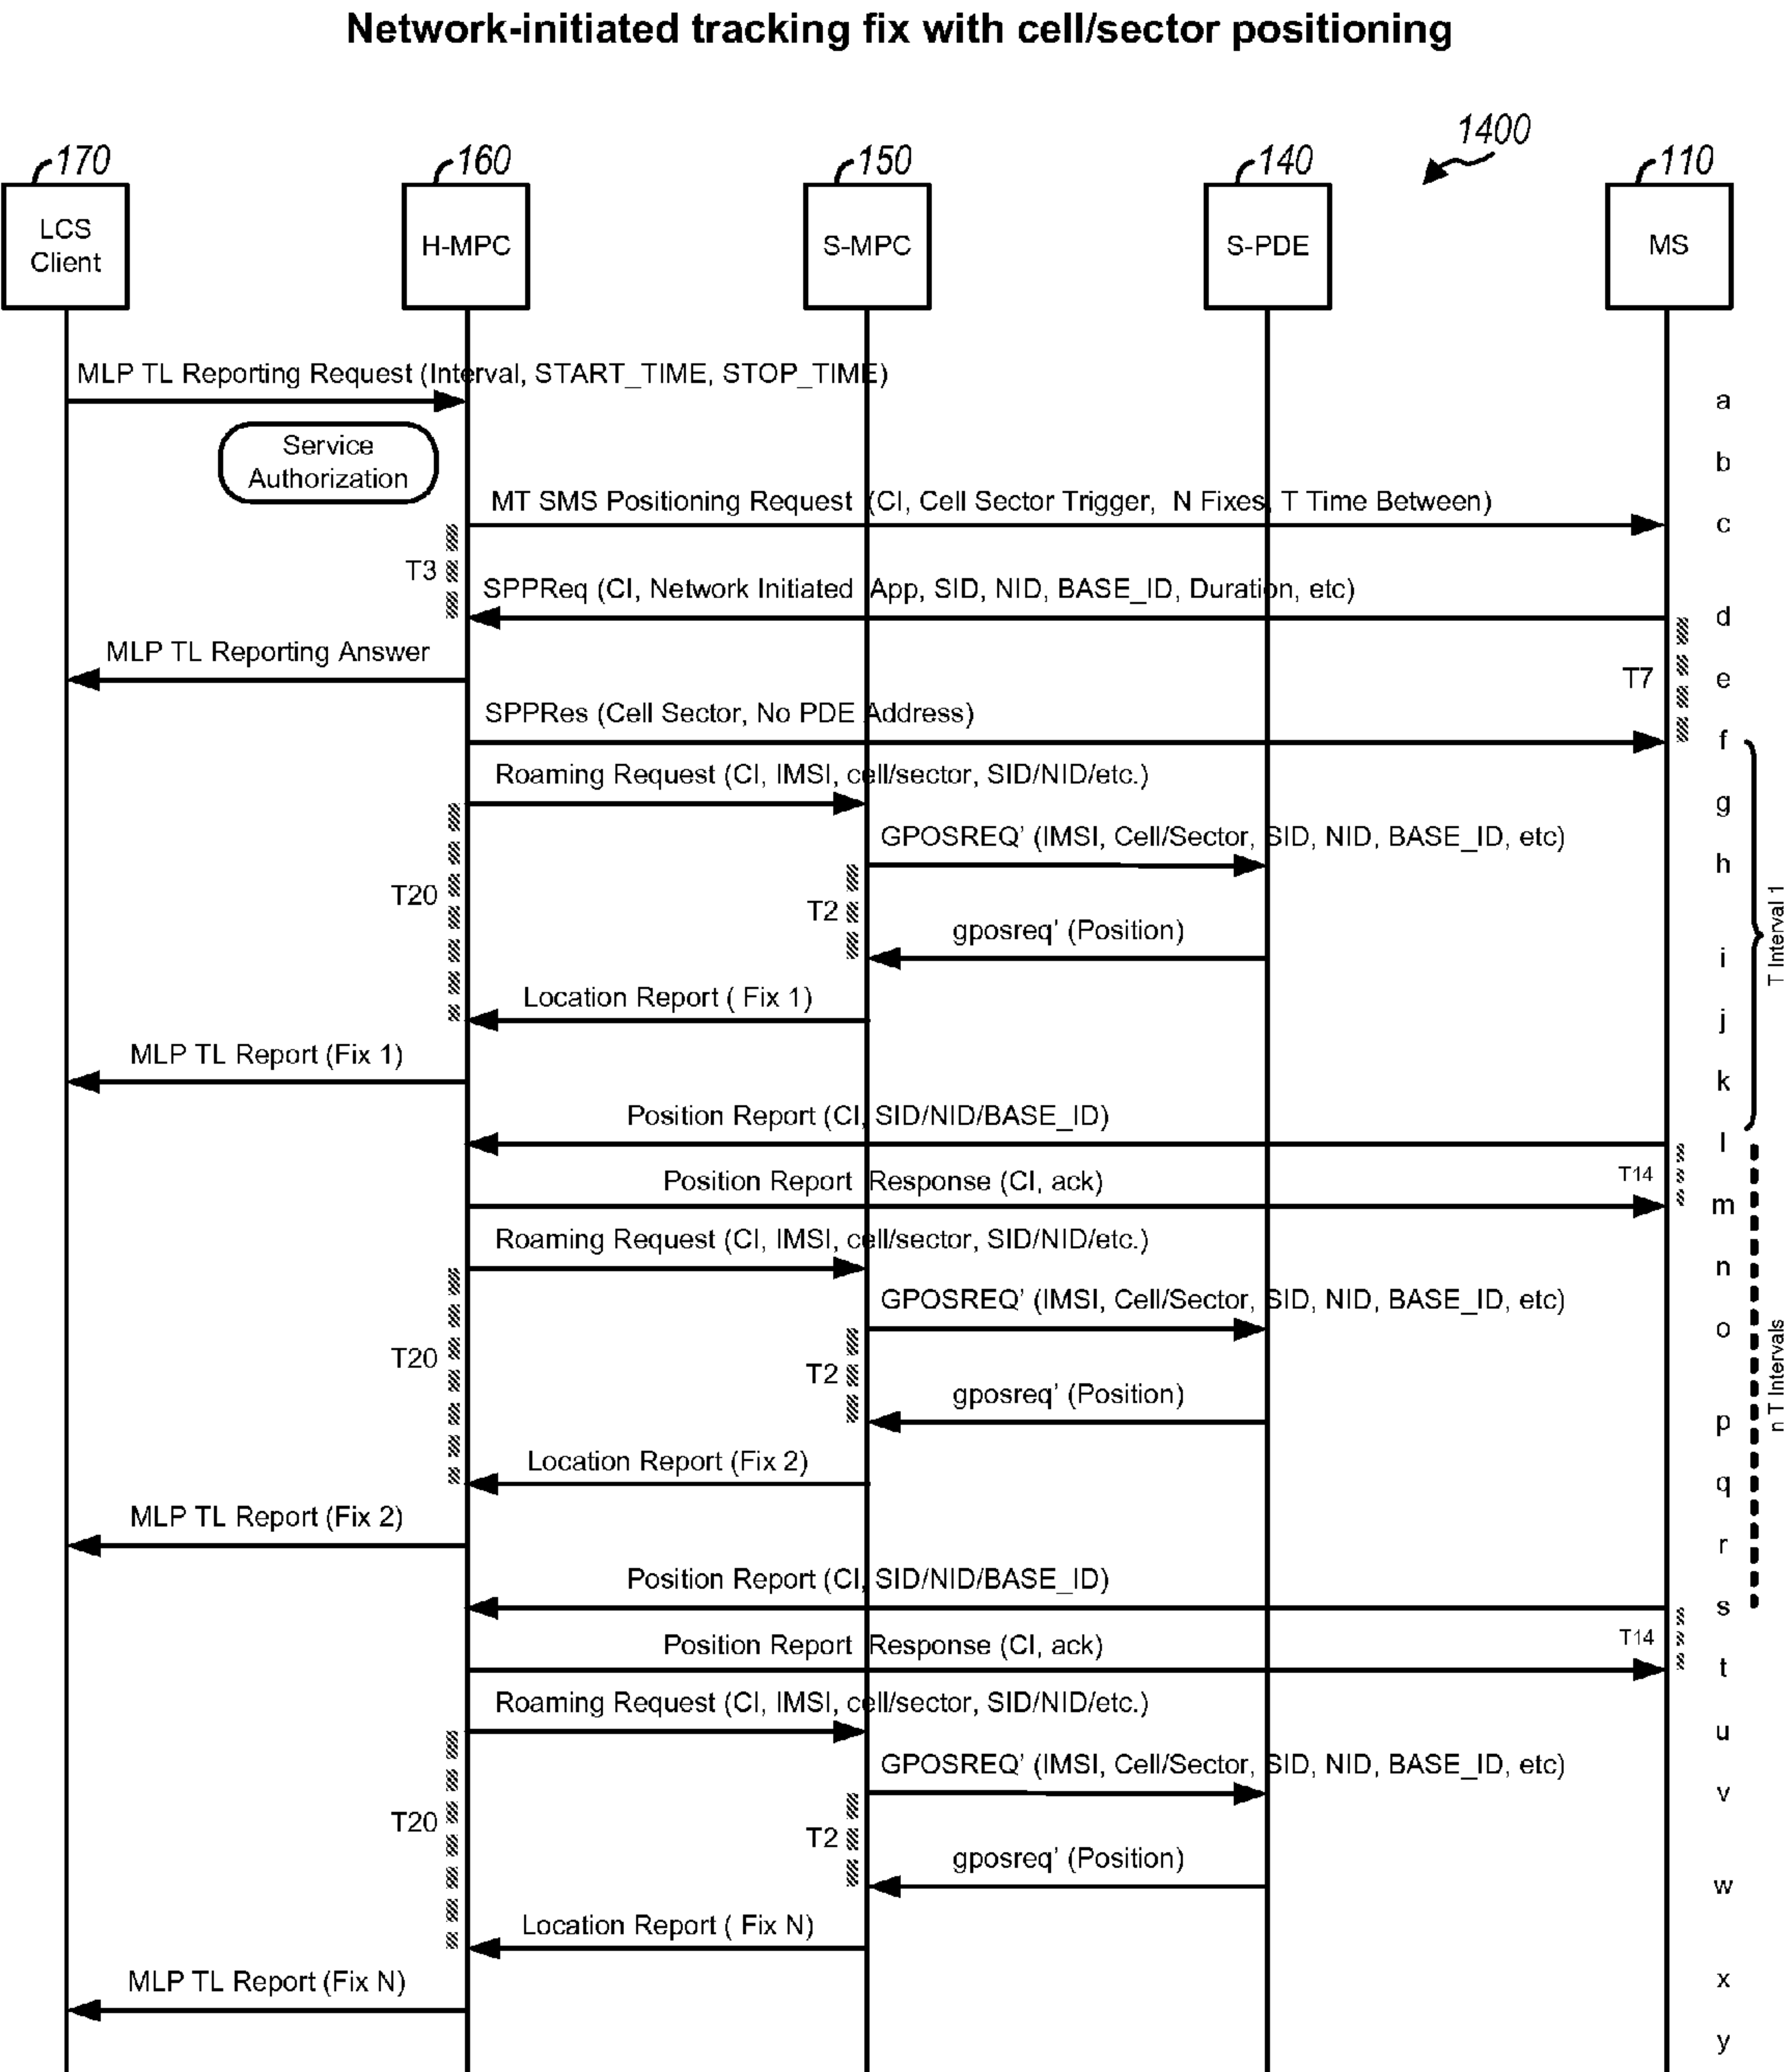 Network-initiated tracking fix with cell/sector positioning
1400
170
160
150
140
110
LCS
Client
H-MPC
S-MPC
S-PDE
MS
MLP TL Reporting Request (Interval, START_TIME, STOP_TIME)
a
Service
Authorization
b
MT SMS Positioning Request (CI, Cell Sector Trigger, N Fixes, T Time Between)
c
T3
SPPReq (CI, Network Initiated App, SID, NID, BASE_ID, Duration, etc)
d
MLP TL Reporting Answer
T7
e
SPPRes (Cell Sector, No PDE Address)
f
Roaming Request (CI, IMSI, cell/sector, SID/NID/etc.)
g
GPOSREQ’ (IMSI, Cell/Sector, SID, NID, BASE_ID, etc)
h
T20
T2
T Interval 1
gposreq’ (Position)
i
Location Report ( Fix 1)
j
MLP TL Report (Fix 1)
k
Position Report (CI, SID/NID/BASE_ID)
l
Position Report Response (CI, ack)
T14
m
Roaming Request (CI, IMSI, cell/sector, SID/NID/etc.)
n
GPOSREQ’ (IMSI, Cell/Sector, SID, NID, BASE_ID, etc)
o
T20
T2
n T Intervals
gposreq’ (Position)
p
Location Report (Fix 2)
q
MLP TL Report (Fix 2)
r
Position Report (CI, SID/NID/BASE_ID)
s
Position Report Response (CI, ack)
T14
t
Roaming Request (CI, IMSI, cell/sector, SID/NID/etc.)
u
GPOSREQ’ (IMSI, Cell/Sector, SID, NID, BASE_ID, etc)
v
T20
T2
gposreq’ (Position)
w
Location Report ( Fix N)
x
MLP TL Report (Fix N)
y